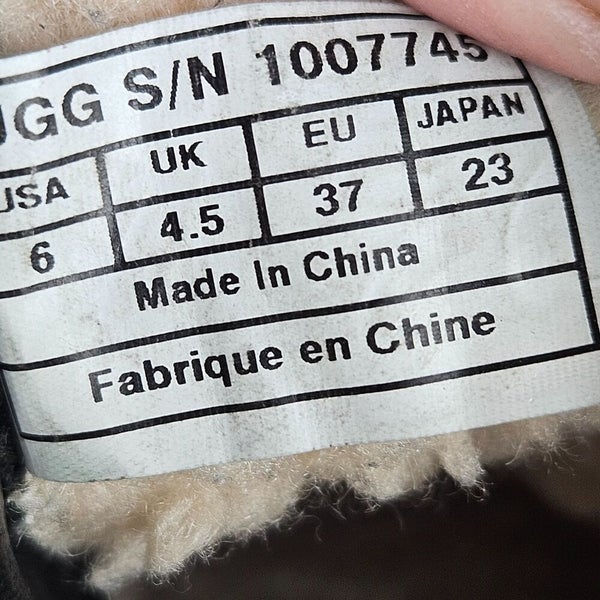 UGG S/N 1007745
USA UK EU JAPAN
6 4.5 37 23
Made In China
Fabrique en Chine